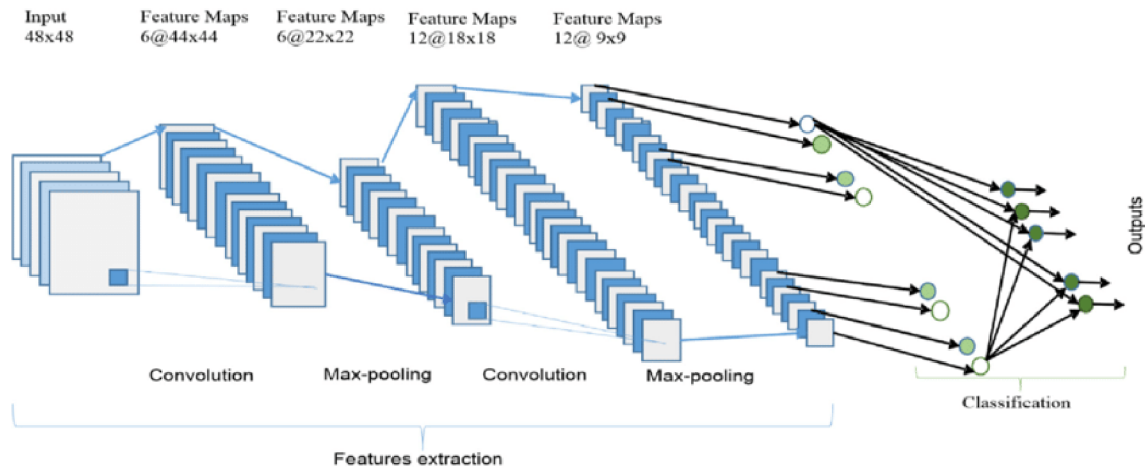 Input
48x48
Feature Maps
6@44x44
Feature Maps
6@22x22
Feature Maps
12@18x18
Feature Maps
12@ 9x9
Outputs
Convolution
Max-pooling
Convolution
Max-pooling
Classification
Features extraction